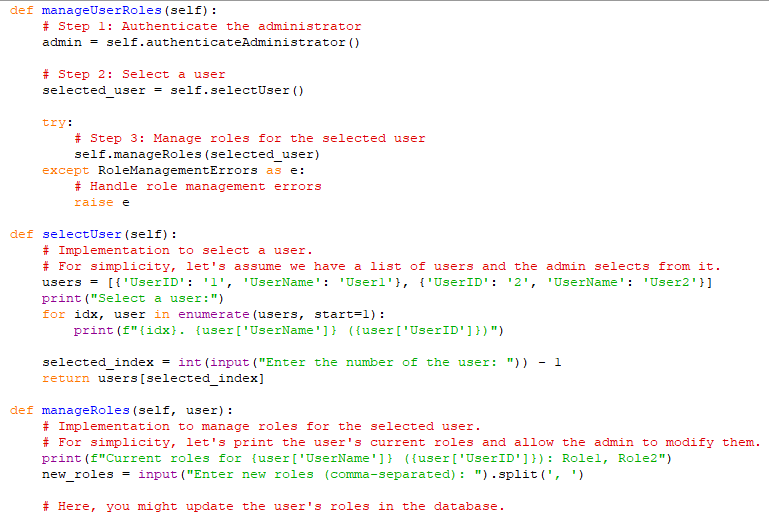 def manageUserRoles(self):
    # Step 1: Authenticate the administrator
    admin = self.authenticateAdministrator()

    # Step 2: Select a user
    selected_user = self.selectUser()

    try:
        # Step 3: Manage roles for the selected user
        self.manageRoles(selected_user)
    except RoleManagementErrors as e:
        # Handle role management errors
        raise e

def selectUser(self):
    # Implementation to select a user.
    # For simplicity, let's assume we have a list of users and the admin selects from it.
    users = [{'UserID': '1', 'UserName': 'User1'}, {'UserID': '2', 'UserName': 'User2'}]
    print("Select a user:")
    for idx, user in enumerate(users, start=1):
        print(f"{idx}. {user['UserName']} ({user['UserID']})")

    selected_index = int(input("Enter the number of the user: ")) - 1
    return users[selected_index]

def manageRoles(self, user):
    # Implementation to manage roles for the selected user.
    # For simplicity, let's print the user's current roles and allow the admin to modify them.
    print(f"Current roles for {user['UserName']} ({user['UserID']}): Role1, Role2")
    new_roles = input("Enter new roles (comma-separated): ").split(', ')

    # Here, you might update the user's roles in the database.